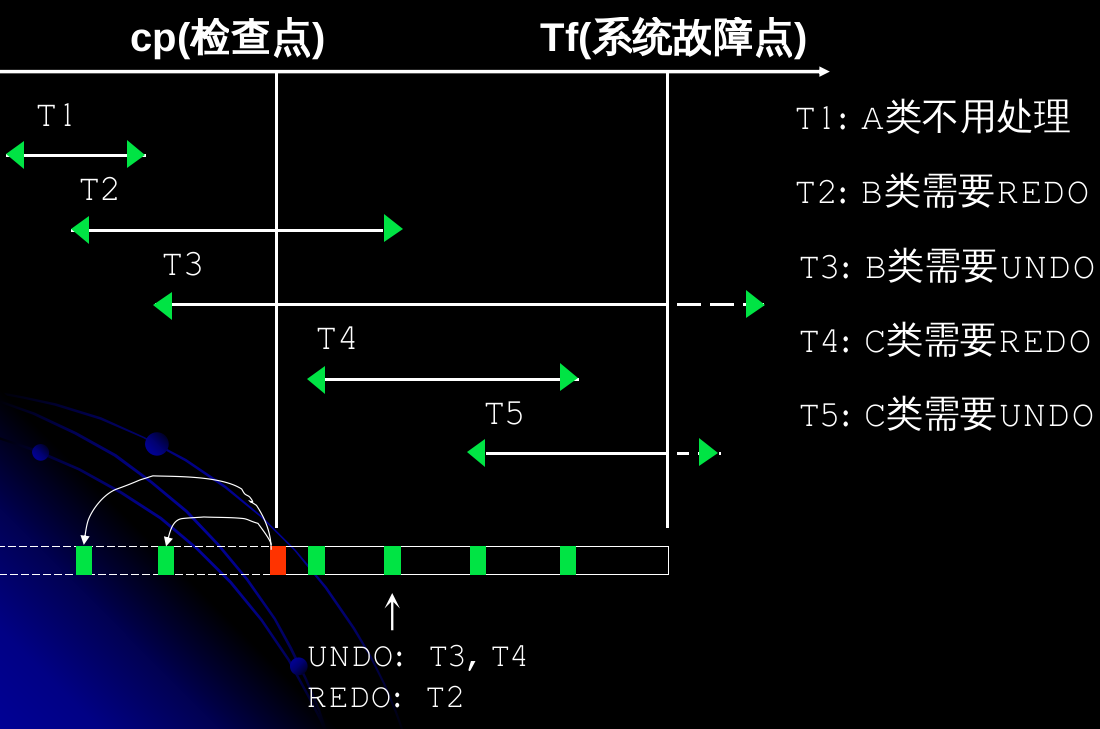 cp(检查点)
Tf(系统故障点)
T1
T1: A类不用处理
T2
T2: B类需要REDO
T3
T3: B类需要UNDO
T4
T4: C类需要REDO
T5
T5: C类需要UNDO
UNDO: T3, T4
REDO: T2